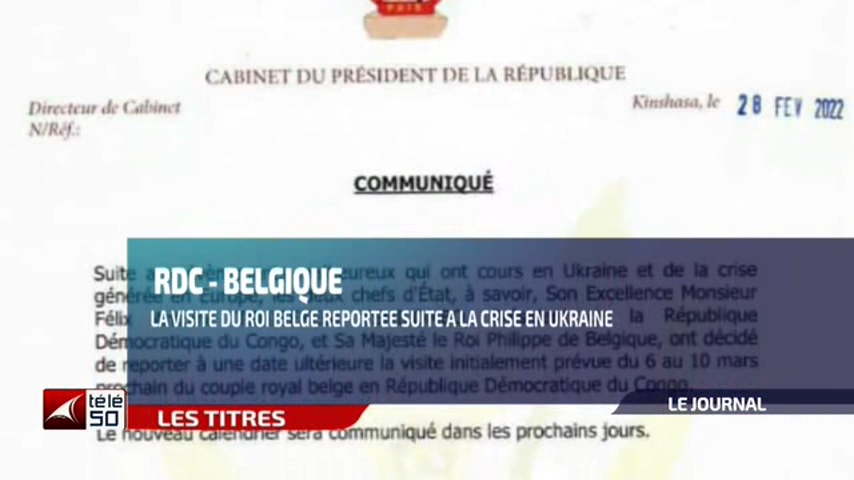 PAIX
CABINET DU PRÉSIDENT DE LA RÉPUBLIQUE
Directeur de Cabinet
Kinshasa, le 28 FEV 2022
N/Réf.:
COMMUNIQUÉ
Suite qui ont cours en Ukraine et de la crise
générée en Europe, les deux chefs d'État, à savoir, Son Excellence Monsieur
Félix la République
Démocratique du Congo, et Sa Majesté le Roi Philippe de Belgique, ont décidé
de reporter à une date ultérieure la visite initialement prévue du 6 au 10 mars
prochain du couple royal belge en République Démocratique du Congo.
Le nouveau calendrier sera communiqué dans les prochains jours.
RDC - BELGIQUE
LA VISITE DU ROI BELGE REPORTEE SUITE A LA CRISE EN UKRAINE
télé 50
LES TITRES
LE JOURNAL